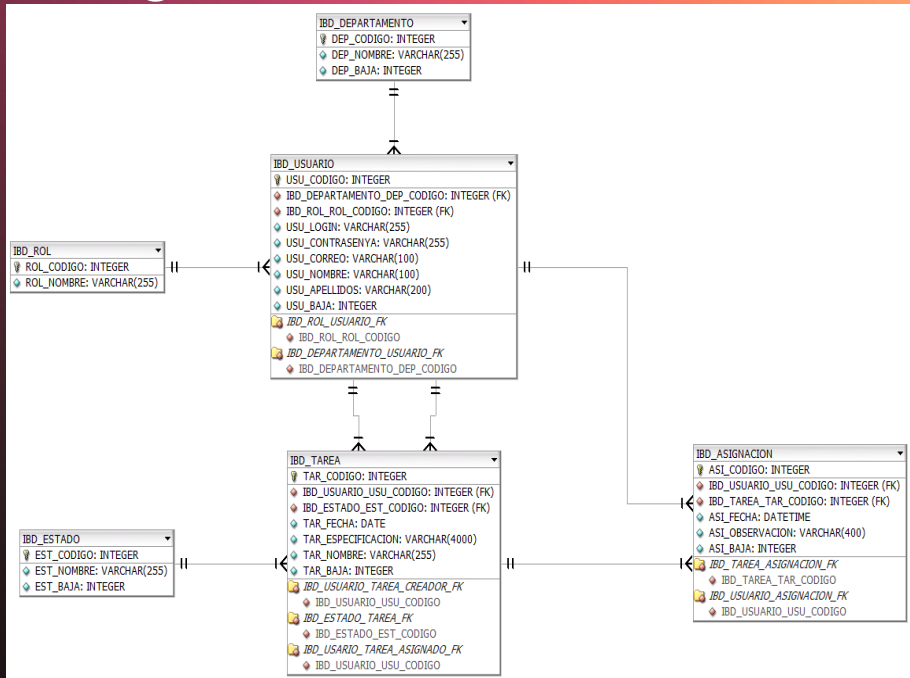 IBD_DEPARTAMENTO
DEP_CODIGO: INTEGER
DEP_NOMBRE: VARCHAR(255)
DEP_BAJA: INTEGER
IBD_USUARIO
USU_CODIGO: INTEGER
IBD_DEPARTAMENTO_DEP_CODIGO: INTEGER (FK)
IBD_ROL_ROL_CODIGO: INTEGER (FK)
USU_LOGIN: VARCHAR(255)
USU_CONTRASENYA: VARCHAR(255)
USU_CORREO: VARCHAR(100)
USU_NOMBRE: VARCHAR(100)
USU_APELLIDOS: VARCHAR(200)
USU_BAJA: INTEGER
IBD_ROL_USUARIO_FK
IBD_ROL_ROL_CODIGO
IBD_DEPARTAMENTO_USUARIO_FK
IBD_DEPARTAMENTO_DEP_CODIGO
IBD_ROL
ROL_CODIGO: INTEGER
ROL_NOMBRE: VARCHAR(255)
IBD_TAREA
TAR_CODIGO: INTEGER
IBD_USUARIO_USU_CODIGO: INTEGER (FK)
IBD_ESTADO_EST_CODIGO: INTEGER (FK)
TAR_FECHA: DATE
TAR_ESPECIFICACION: VARCHAR(4000)
TAR_NOMBRE: VARCHAR(255)
TAR_BAJA: INTEGER
IBD_USUARIO_TAREA_CREADOR_FK
IBD_USUARIO_USU_CODIGO
IBD_ESTADO_TAREA_FK
IBD_ESTADO_EST_CODIGO
IBD_USARIO_TAREA_ASIGNADO_FK
IBD_USUARIO_USU_CODIGO
IBD_ASIGNACION
ASI_CODIGO: INTEGER
IBD_USUARIO_USU_CODIGO: INTEGER (FK)
IBD_TAREA_TAR_CODIGO: INTEGER (FK)
ASI_FECHA: DATETIME
ASI_OBSERVACION: VARCHAR(400)
ASI_BAJA: INTEGER
IBD_TAREA_ASIGNACION_FK
IBD_TAREA_TAR_CODIGO
IBD_USUARIO_ASIGNACION_FK
IBD_USUARIO_USU_CODIGO
IBD_ESTADO
EST_CODIGO: INTEGER
EST_NOMBRE: VARCHAR(255)
EST_BAJA: INTEGER